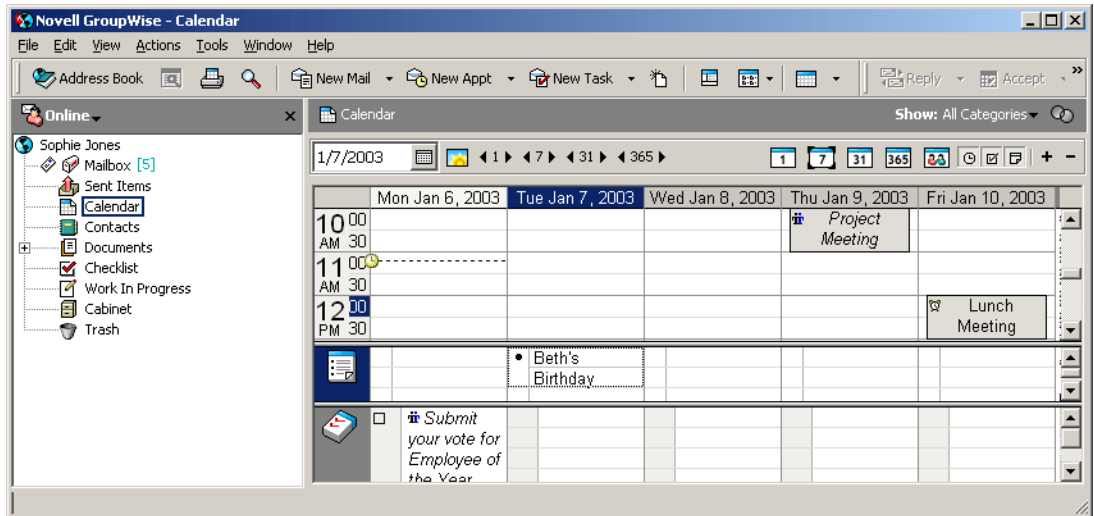 Novell GroupWise - Calendar
File Edit View Actions Tools Window Help
Address Book New Mail New Appt New Task Reply Accept »
Online × Calendar Show: All Categories
Sophie Jones
Mailbox [5]
Sent Items
Calendar
Contacts
Documents
Checklist
Work In Progress
Cabinet
Trash
1/7/2003 1 7 31 365 1 7 31 365 + -
Mon Jan 6, 2003 Tue Jan 7, 2003 Wed Jan 8, 2003 Thu Jan 9, 2003 Fri Jan 10, 2003
10 00
AM 30
11 00
AM 30
12 00
PM 30
Project
Meeting
Lunch
Meeting
• Beth's
Birthday
Submit
your vote for
Employee of
the Year